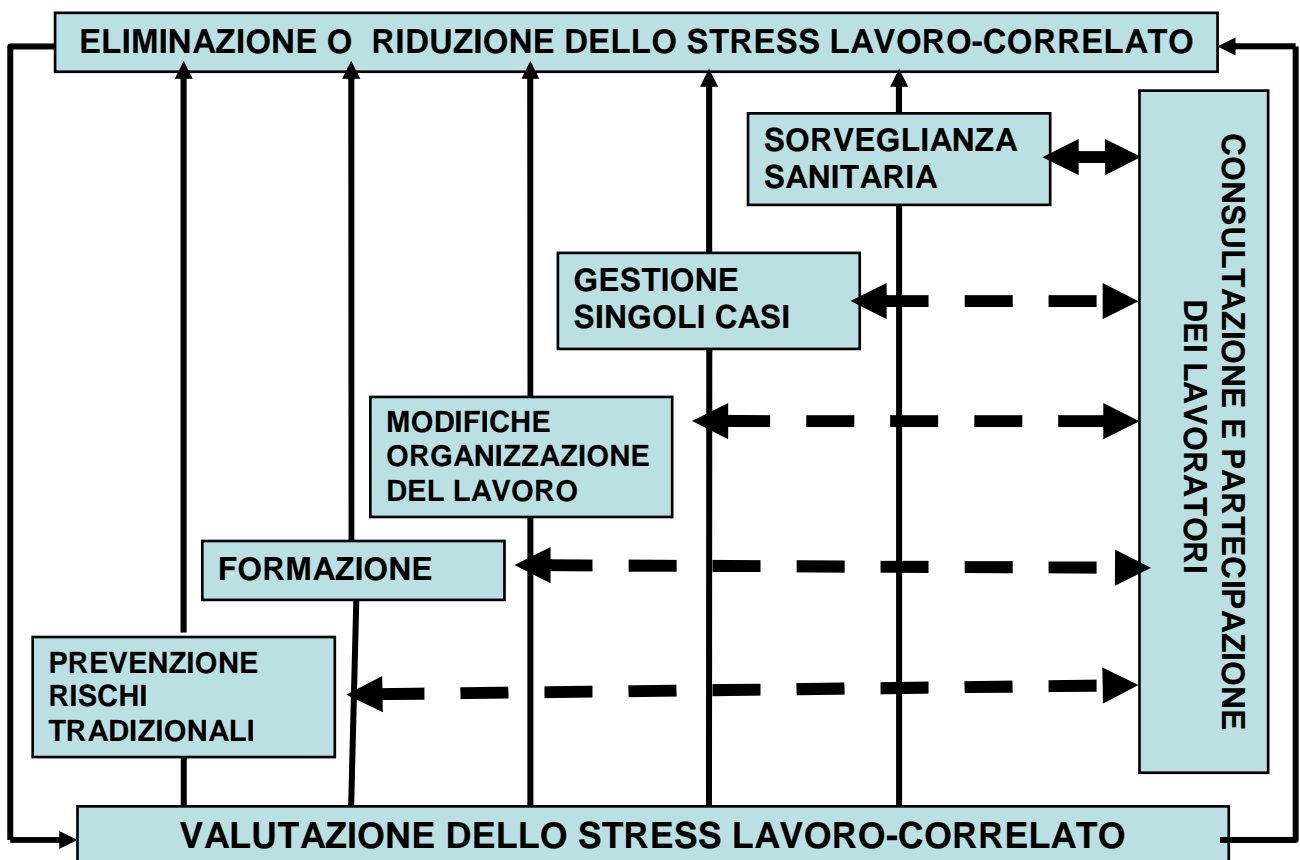 ELIMINAZIONE O RIDUZIONE DELLO STRESS LAVORO-CORRELATO
SORVEGLIANZA
SANITARIA
GESTIONE
SINGOLI CASI
MODIFICHE
ORGANIZZAZIONE
DEL LAVORO
FORMAZIONE
PREVENZIONE
RISCHI
TRADIZIONALI
CONSULTAZIONE E PARTECIPAZIONE
DEI LAVORATORI
VALUTAZIONE DELLO STRESS LAVORO-CORRELATO